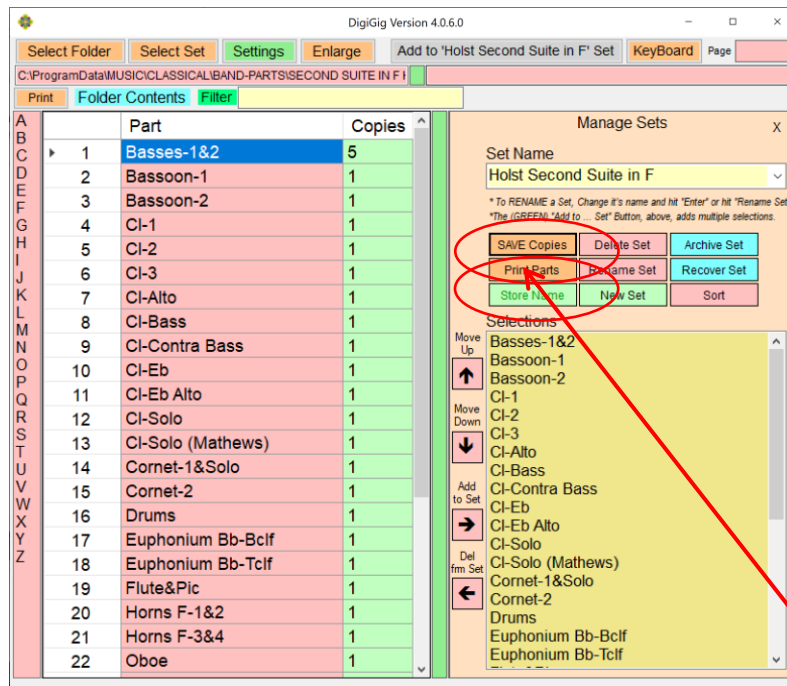 DigiGig Version 4.0.6.0
Select Folder Select Set Settings Enlarge Add to 'Holst Second Suite in F' Set KeyBoard Page
C:\ProgramData\MUSIC\CLASSICAL\BAND-PARTS\SECOND SUITE IN F
Print Folder Contents Filter
A
B
C
D
E
F
G
H
I
J
K
L
M
N
O
P
Q
R
S
T
U
V
W
X
Y
Z
Part Copies
1 Basses-1&2 5
2 Bassoon-1 1
3 Bassoon-2 1
4 Cl-1 1
5 Cl-2 1
6 Cl-3 1
7 Cl-Alto 1
8 Cl-Bass 1
9 Cl-Contra Bass 1
10 Cl-Eb 1
11 Cl-Eb Alto 1
12 Cl-Solo 1
13 Cl-Solo (Mathews) 1
14 Cornet-1&Solo 1
15 Cornet-2 1
16 Drums 1
17 Euphonium Bb-Bclf 1
18 Euphonium Bb-Tclf 1
19 Flute&Pic 1
20 Horns F-1&2 1
21 Horns F-3&4 1
22 Oboe 1
Manage Sets X
Set Name
Holst Second Suite in F
* To RENAME a Set, Change it's name and hit "Enter" or hit "Rename Set
*The (GREEN) "Add to ... Set" Button, above, adds multiple selections.
SAVE Copies Delete Set Archive Set
Print Parts Rename Set Recover Set
Store Name New Set Sort
Selections
Move
Up
Move
Down
Add
to Set
Del
frm Set
Basses-1&2
Bassoon-1
Bassoon-2
Cl-1
Cl-2
Cl-3
Cl-Alto
Cl-Bass
Cl-Contra Bass
Cl-Eb
Cl-Eb Alto
Cl-Solo
Cl-Solo (Mathews)
Cornet-1&Solo
Cornet-2
Drums
Euphonium Bb-Bclf
Euphonium Bb-Tclf